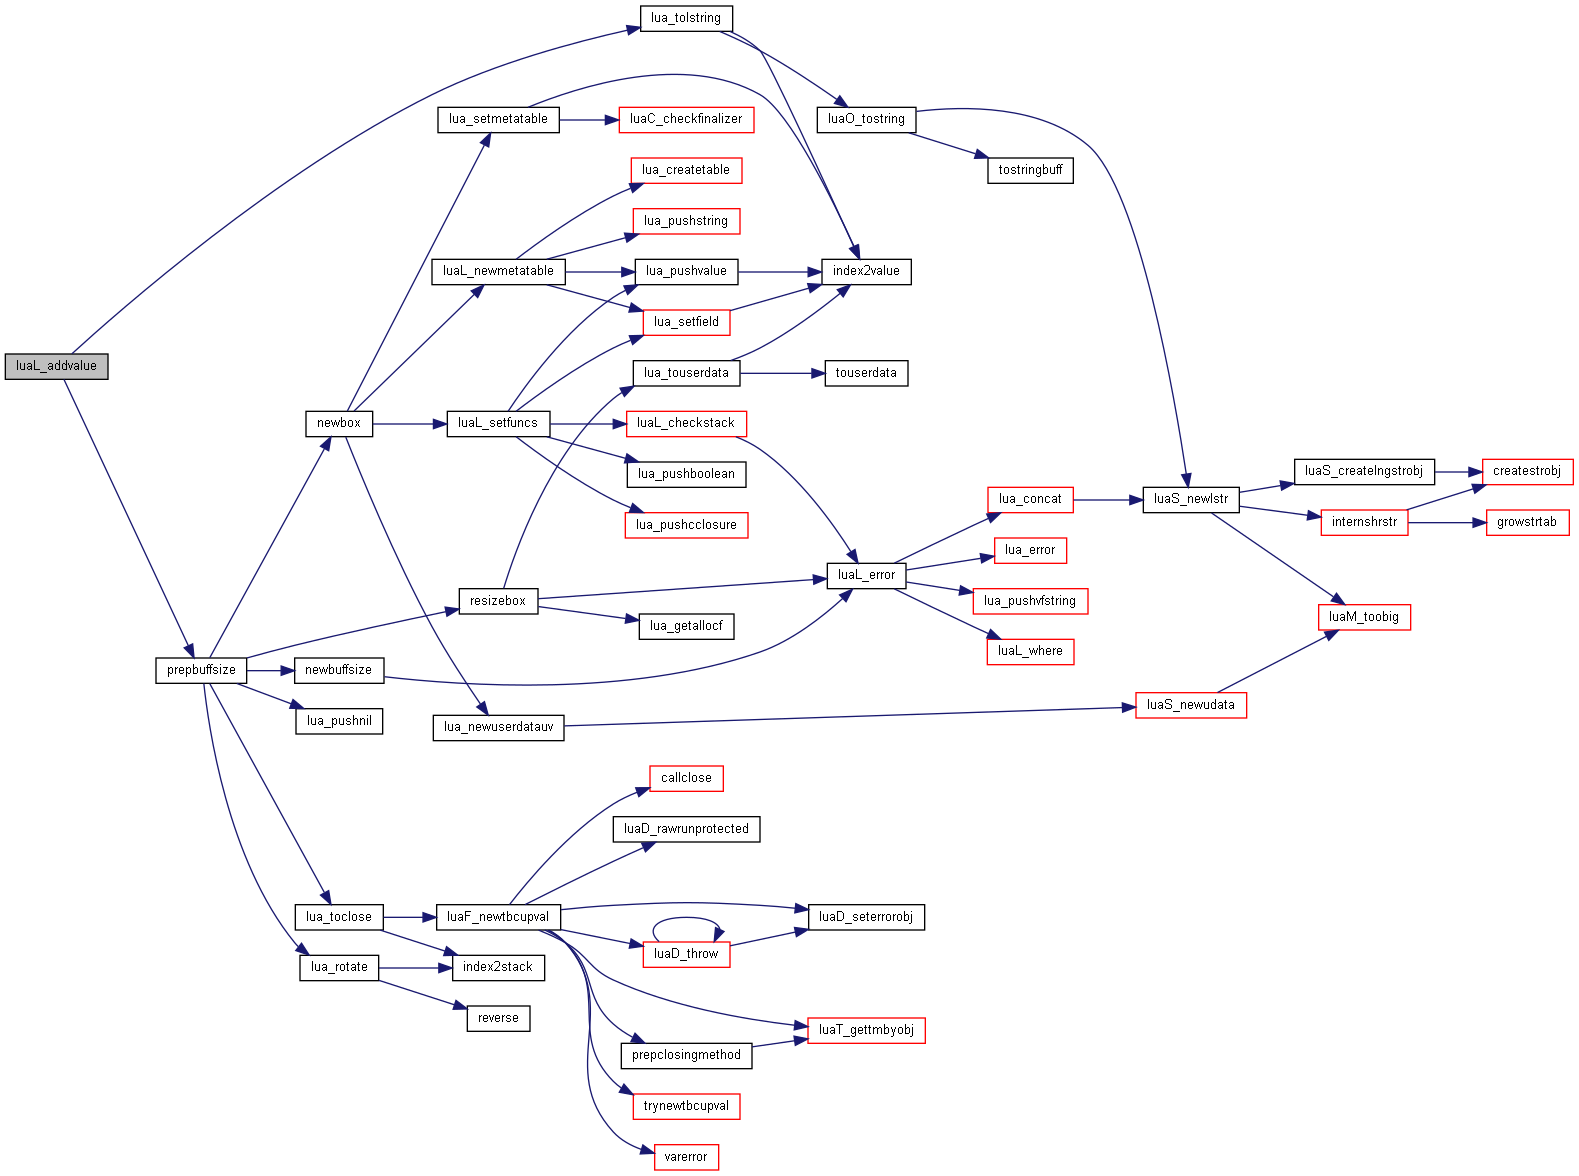 lua_tolstring
lua_setmetatable
luaC_checkfinalizer
luaO_tostring
lua_createtable
tostringbuff
lua_pushstring
luaL_newmetatable
lua_pushvalue
index2value
lua_setfield
luaL_addvalue
lua_touserdata
touserdata
newbox
luaL_setfuncs
luaL_checkstack
lua_pushboolean
luaS_createlngstrobj
createstrobj
lua_concat
luaS_newlstr
lua_pushcclosure
internshrstr
growstrtab
lua_error
luaL_error
resizebox
lua_pushvfstring
lua_getallocf
luaM_toobig
luaL_where
prepbuffsize
newbuffsize
luaS_newudata
lua_pushnil
lua_newuserdatauv
callclose
luaD_rawrunprotected
lua_toclose
luaF_newtbcupval
luaD_seterrorobj
luaD_throw
lua_rotate
index2stack
reverse
luaT_gettmbyobj
prepclosingmethod
trynewtbcupval
varerror